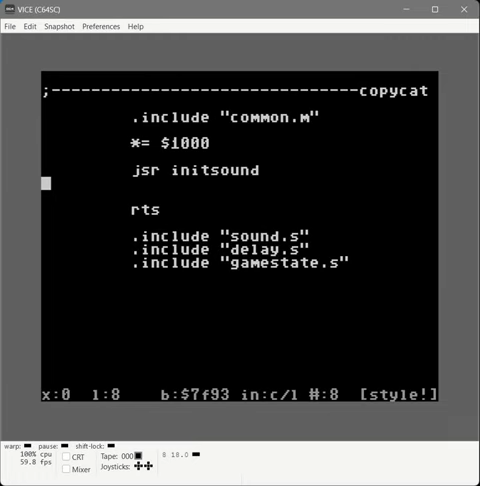 VICE (C64SC)
File Edit Snapshot Preferences Help
;-------------------------------copycat
.include "common.m"
*= $1000
jsr initsound
rts
.include "sound.s"
.include "delay.s"
.include "gamestate.s"
x:0 l:8 b:$7f93 in:c/l #:8 [style!]
warp: pause: shift-lock:
100% cpu
59.8 fps
CRT
Mixer
Tape: 000
Joysticks:
8 18.0